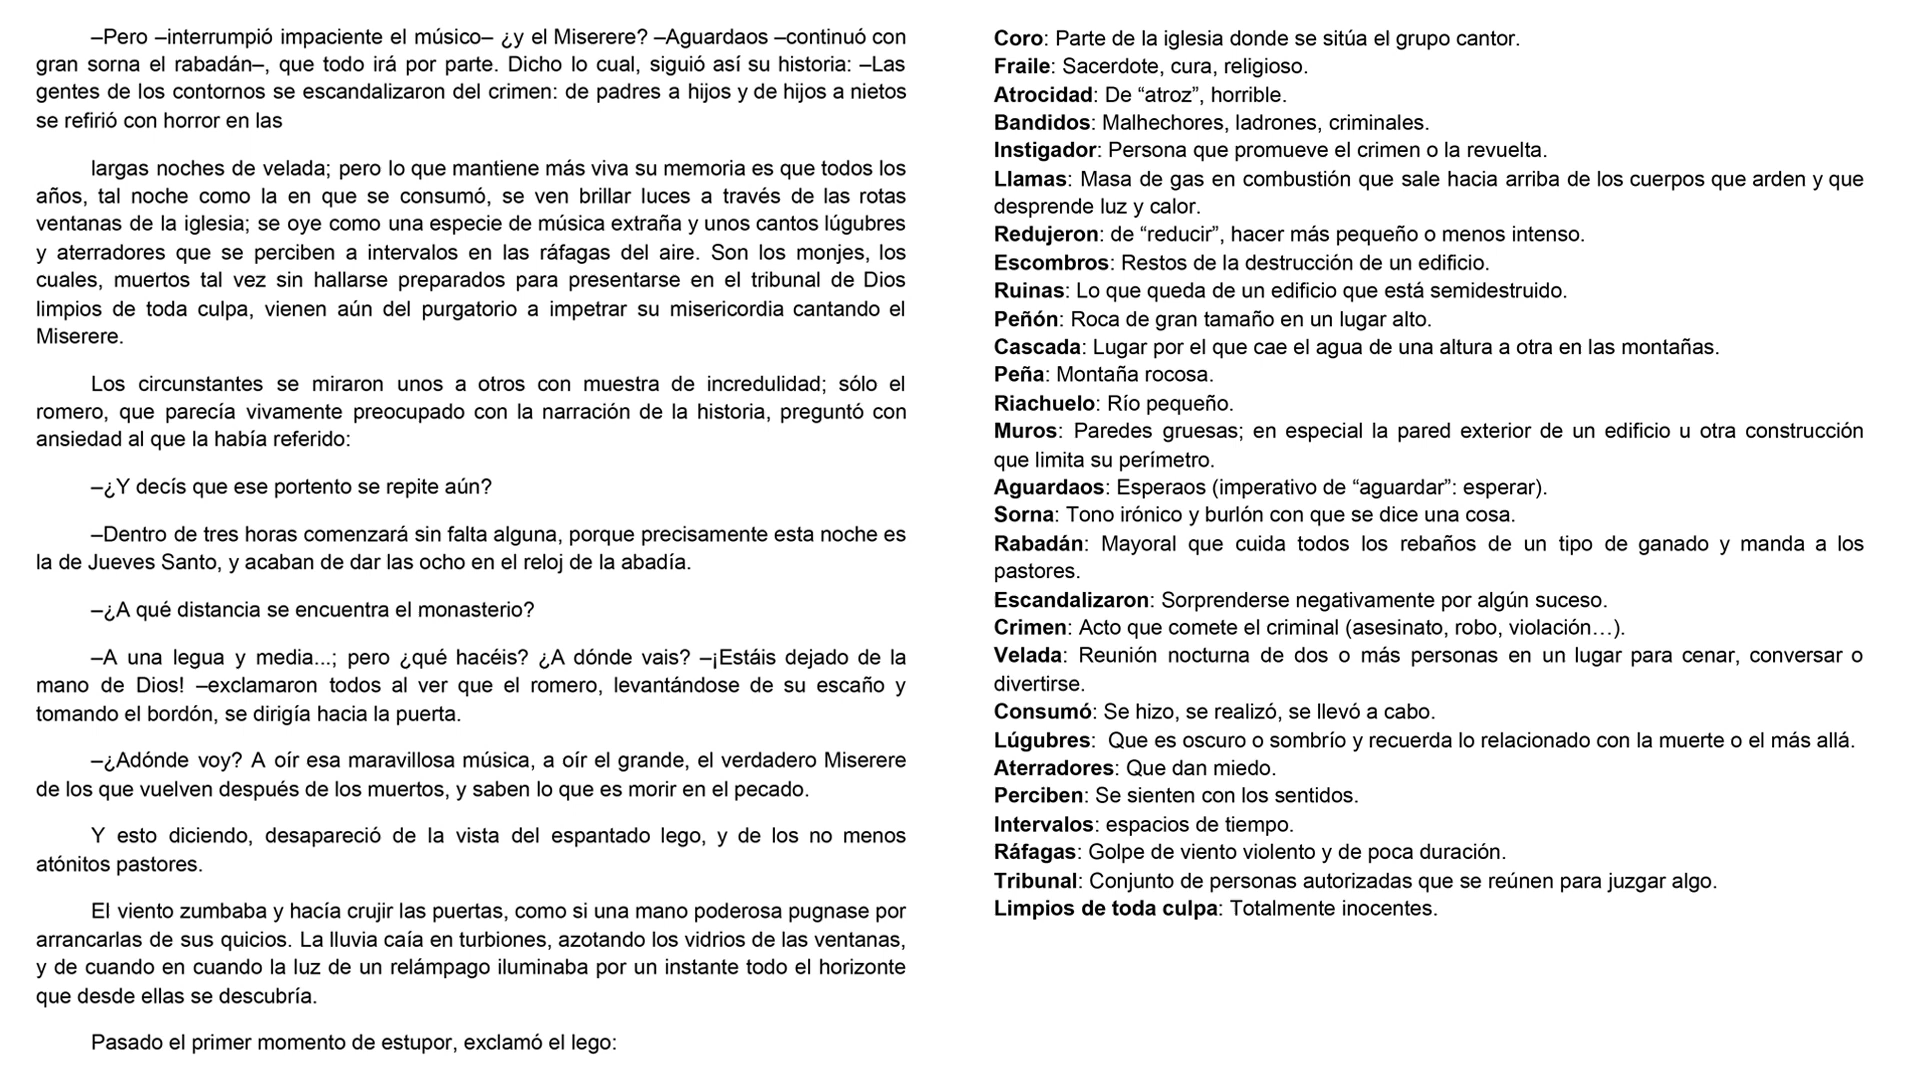 –Pero –interrumpió impaciente el músico– ¿y el Miserere? –Aguardaos –continuó con
gran sorna el rabadán–, que todo irá por parte. Dicho lo cual, siguió así su historia: –Las
gentes de los contornos se escandalizaron del crimen: de padres a hijos y de hijos a nietos
se refirió con horror en las
largas noches de velada; pero lo que mantiene más viva su memoria es que todos los
años, tal noche como la en que se consumó, se ven brillar luces a través de las rotas
ventanas de la iglesia; se oye como una especie de música extraña y unos cantos lúgubres
y aterradores que se perciben a intervalos en las ráfagas del aire. Son los monjes, los
cuales, muertos tal vez sin hallarse preparados para presentarse en el tribunal de Dios
limpios de toda culpa, vienen aún del purgatorio a impetrar su misericordia cantando el
Miserere.
Los circunstantes se miraron unos a otros con muestra de incredulidad; sólo el
romero, que parecía vivamente preocupado con la narración de la historia, preguntó con
ansiedad al que la había referido:
–¿Y decís que ese portento se repite aún?
–Dentro de tres horas comenzará sin falta alguna, porque precisamente esta noche es
la de Jueves Santo, y acaban de dar las ocho en el reloj de la abadía.
–¿A qué distancia se encuentra el monasterio?
–A una legua y media...; pero ¿qué hacéis? ¿A dónde vais? –¡Estáis dejado de la
mano de Dios! –exclamaron todos al ver que el romero, levantándose de su escaño y
tomando el bordón, se dirigía hacia la puerta.
–¿Adónde voy? A oír esa maravillosa música, a oír el grande, el verdadero Miserere
de los que vuelven después de los muertos, y saben lo que es morir en el pecado.
Y esto diciendo, desapareció de la vista del espantado lego, y de los no menos
atónitos pastores.
El viento zumbaba y hacía crujir las puertas, como si una mano poderosa pugnase por
arrancarlas de sus quicios. La lluvia caía en turbiones, azotando los vidrios de las ventanas,
y de cuando en cuando la luz de un relámpago iluminaba por un instante todo el horizonte
que desde ellas se descubría.
Pasado el primer momento de estupor, exclamó el lego:
Coro: Parte de la iglesia donde se sitúa el grupo cantor.
Fraile: Sacerdote, cura, religioso.
Atrocidad: De “atroz”, horrible.
Bandidos: Malhechores, ladrones, criminales.
Instigador: Persona que promueve el crimen o la revuelta.
Llamas: Masa de gas en combustión que sale hacia arriba de los cuerpos que arden y que
desprende luz y calor.
Redujeron: de “reducir”, hacer más pequeño o menos intenso.
Escombros: Restos de la destrucción de un edificio.
Ruinas: Lo que queda de un edificio que está semidestruido.
Peñón: Roca de gran tamaño en un lugar alto.
Cascada: Lugar por el que cae el agua de una altura a otra en las montañas.
Peña: Montaña rocosa.
Riachuelo: Río pequeño.
Muros: Paredes gruesas; en especial la pared exterior de un edificio u otra construcción
que limita su perímetro.
Aguardaos: Esperaos (imperativo de “aguardar”: esperar).
Sorna: Tono irónico y burlón con que se dice una cosa.
Rabadán: Mayoral que cuida todos los rebaños de un tipo de ganado y manda a los
pastores.
Escandalizaron: Sorprenderse negativamente por algún suceso.
Crimen: Acto que comete el criminal (asesinato, robo, violación…).
Velada: Reunión nocturna de dos o más personas en un lugar para cenar, conversar o
divertirse.
Consumó: Se hizo, se realizó, se llevó a cabo.
Lúgubres: Que es oscuro o sombrío y recuerda lo relacionado con la muerte o el más allá.
Aterradores: Que dan miedo.
Perciben: Se sienten con los sentidos.
Intervalos: espacios de tiempo.
Ráfagas: Golpe de viento violento y de poca duración.
Tribunal: Conjunto de personas autorizadas que se reúnen para juzgar algo.
Limpios de toda culpa: Totalmente inocentes.